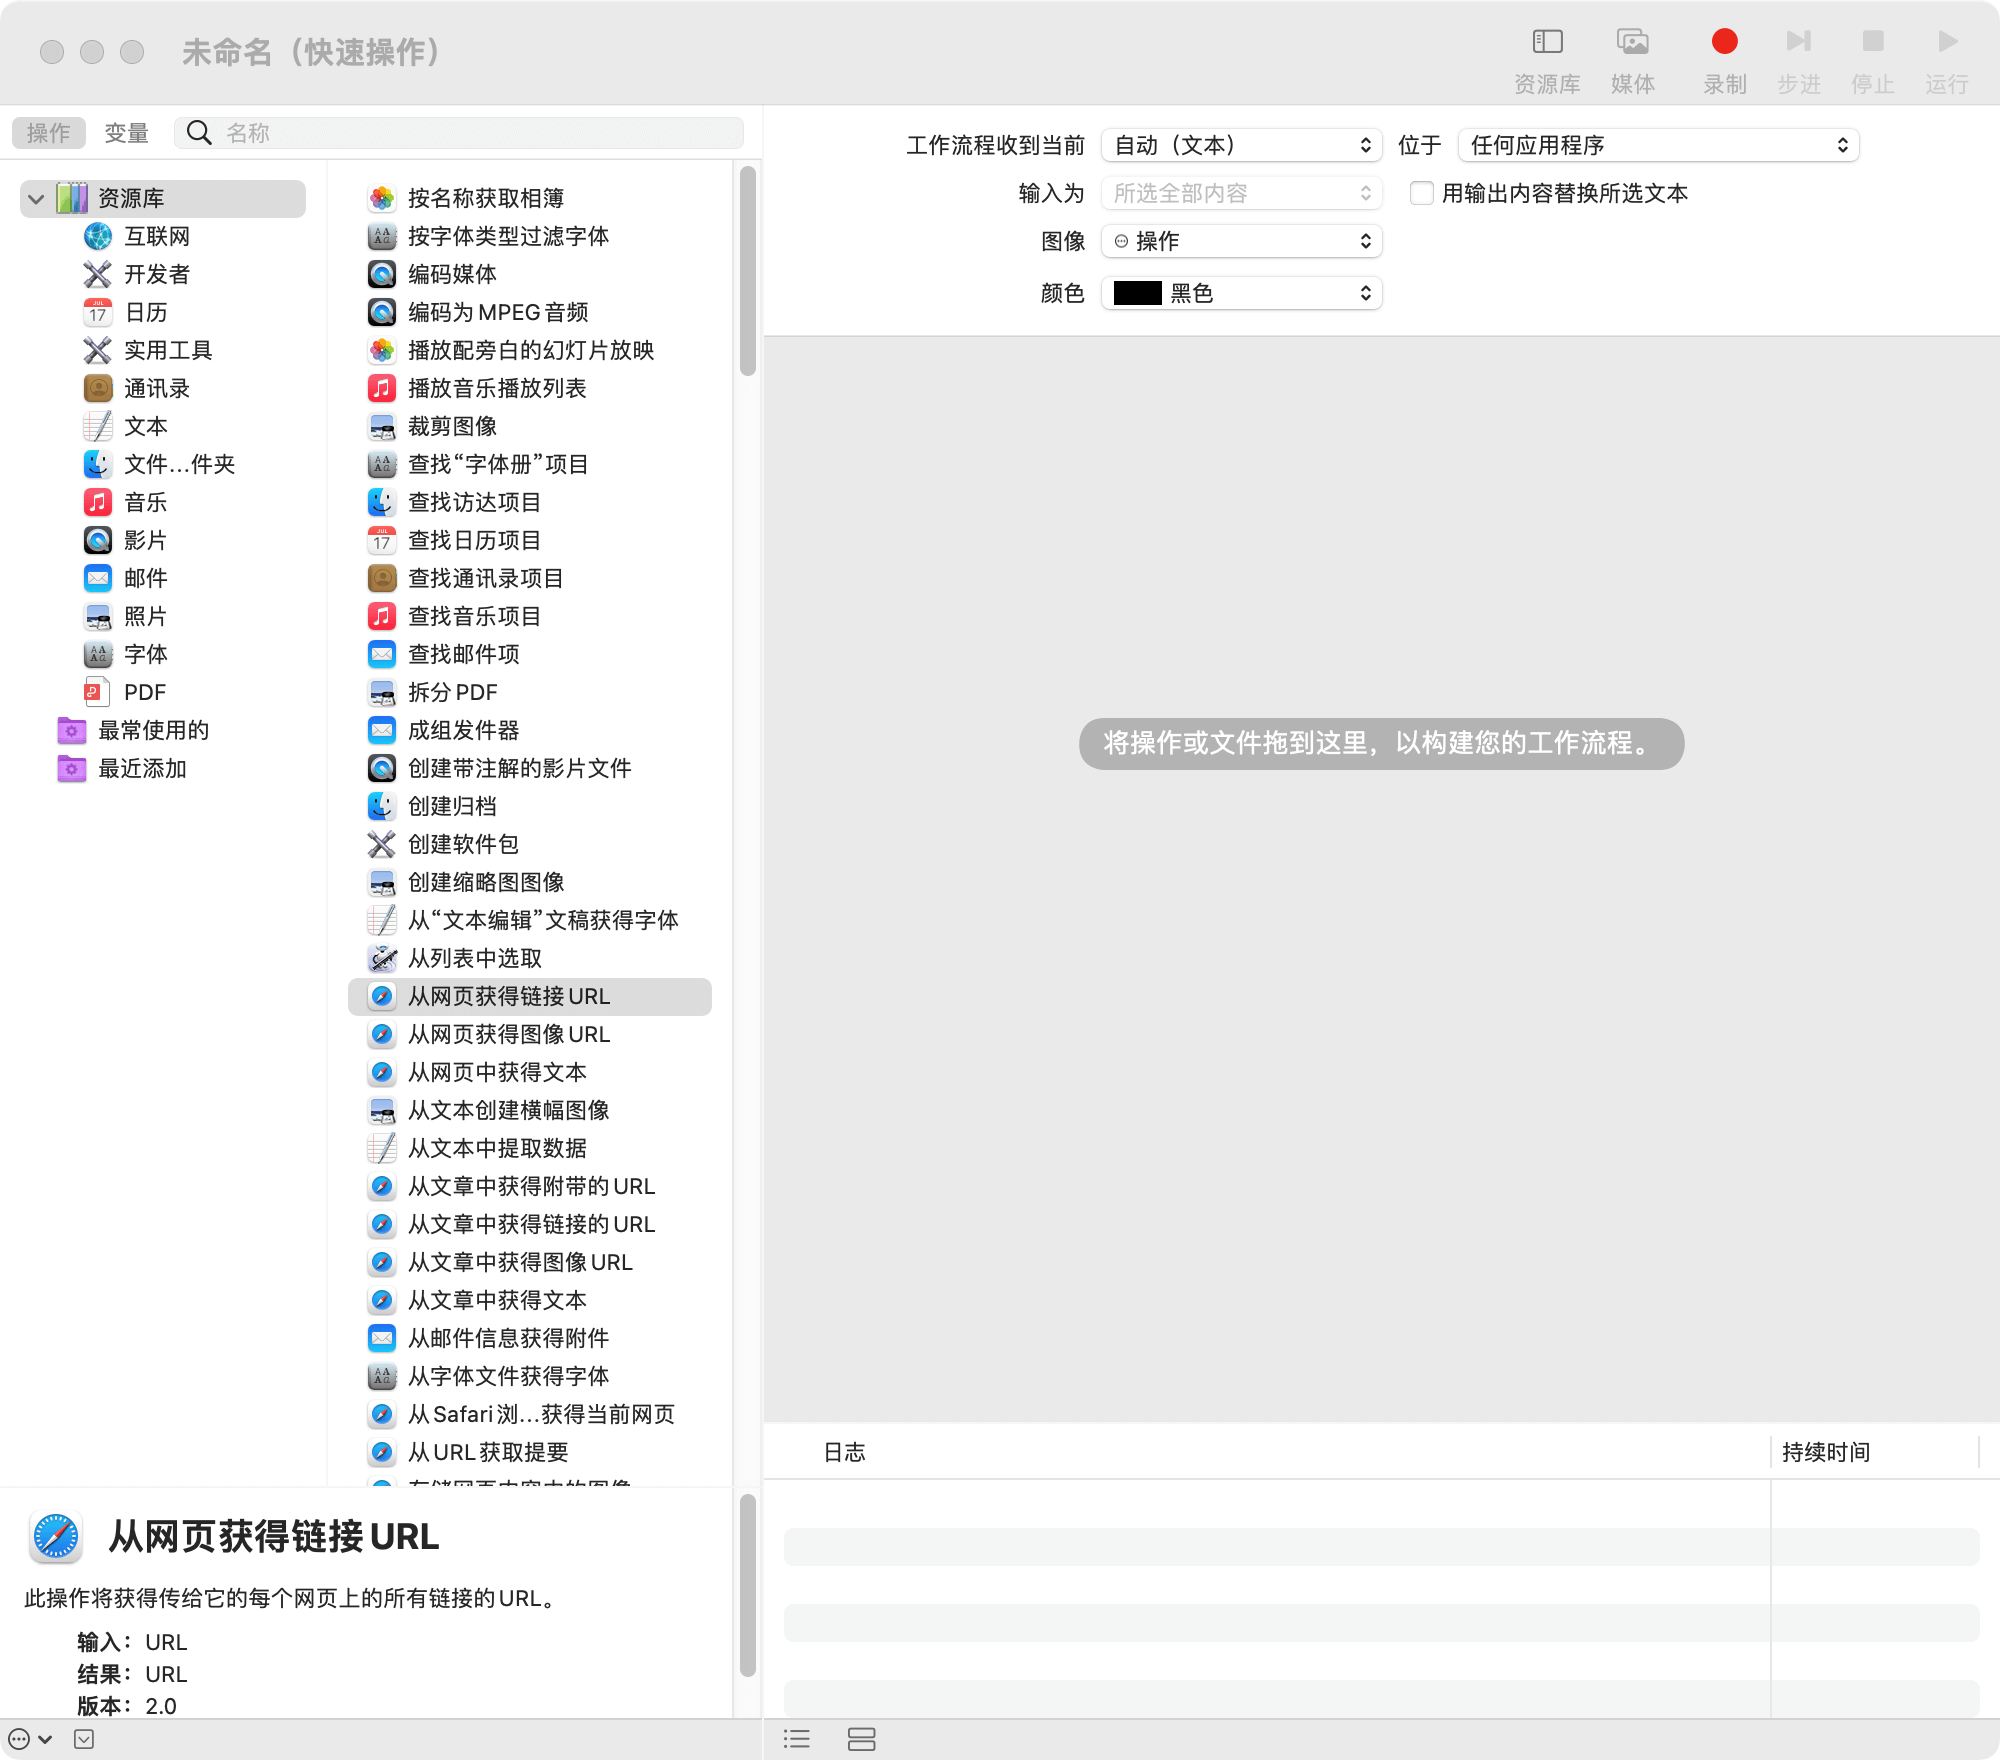 未命名（快速操作）
资源库
媒体
录制
步进
停止
运行
操作
变量
名称
资源库
互联网
开发者
日历
实用工具
通讯录
文本
文件…件夹
音乐
影片
邮件
照片
字体
PDF
最常使用的
最近添加
按名称获取相簿
按字体类型过滤字体
编码媒体
编码为 MPEG 音频
播放配旁白的幻灯片放映
播放音乐播放列表
裁剪图像
查找“字体册”项目
查找访达项目
查找日历项目
查找通讯录项目
查找音乐项目
查找邮件项
拆分 PDF
成组发件器
创建带注解的影片文件
创建归档
创建软件包
创建缩略图图像
从“文本编辑”文稿获得字体
从列表中选取
从网页获得链接 URL
从网页获得图像 URL
从网页中获得文本
从文本创建横幅图像
从文本中提取数据
从文章中获得附带的 URL
从文章中获得链接的 URL
从文章中获得图像 URL
从文章中获得文本
从邮件信息获得附件
从字体文件获得字体
从 Safari 浏…获得当前网页
从 URL 获取提要
工作流程收到当前
自动（文本）
位于
任何应用程序
输入为
所选全部内容
用输出内容替换所选文本
图像
操作
颜色
黑色
将操作或文件拖到这里，以构建您的工作流程。
日志
持续时间
从网页获得链接 URL
此操作将获得传给它的每个网页上的所有链接的 URL。
输入： URL
结果： URL
版本： 2.0